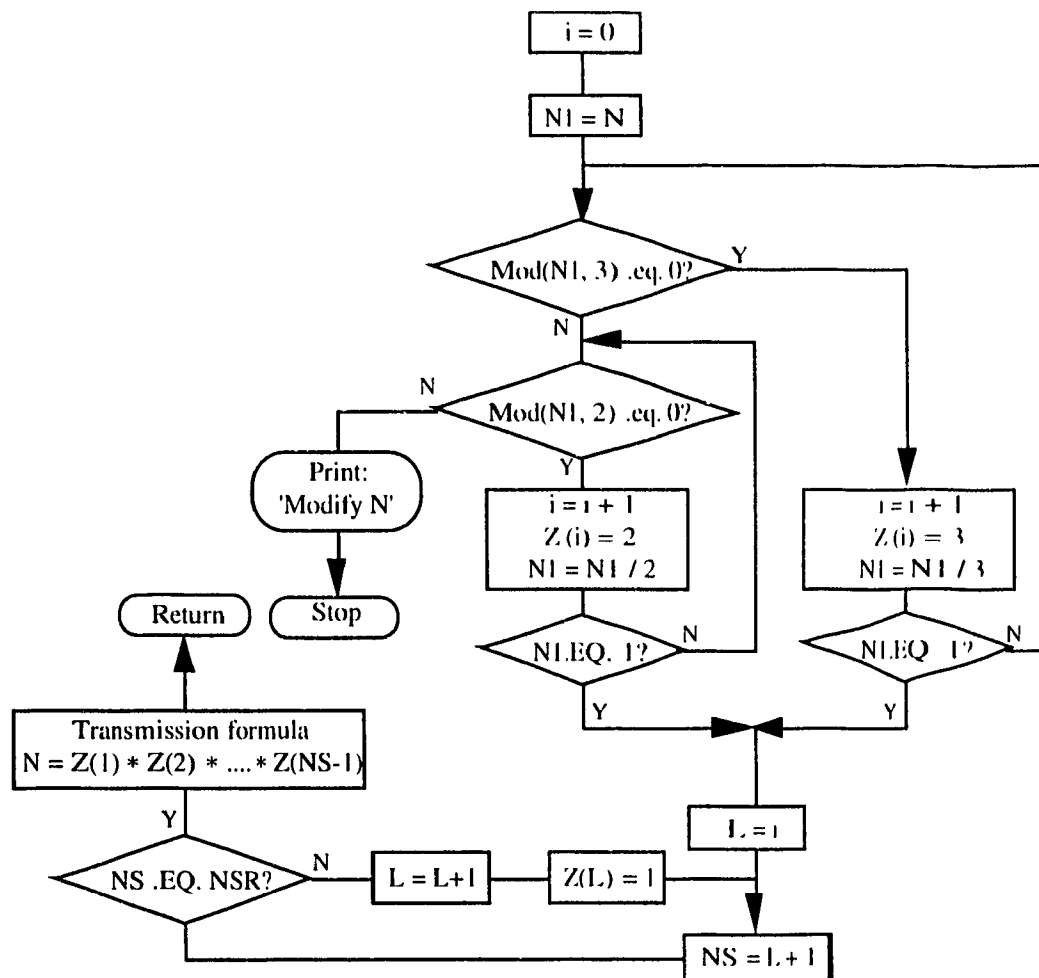 i = 0
N1 = N
Mod(N1, 3) .eq. 0?
Y
N
Mod(N1, 2) .eq. 0?
N
Y
Print:
'Modify N'
Stop
i = i + 1
Z(i) = 2
N1 = N1 / 2
i = i + 1
Z(i) = 3
N1 = N1 / 3
N1.EQ. 1?
N
Y
N1.EQ 1?
N
Y
Return
Transmission formula
N = Z(1) * Z(2) * .... * Z(NS-1)
Y
L = i
NS .EQ. NSR?
N
L = L+1
Z(L) = 1
NS = L + 1